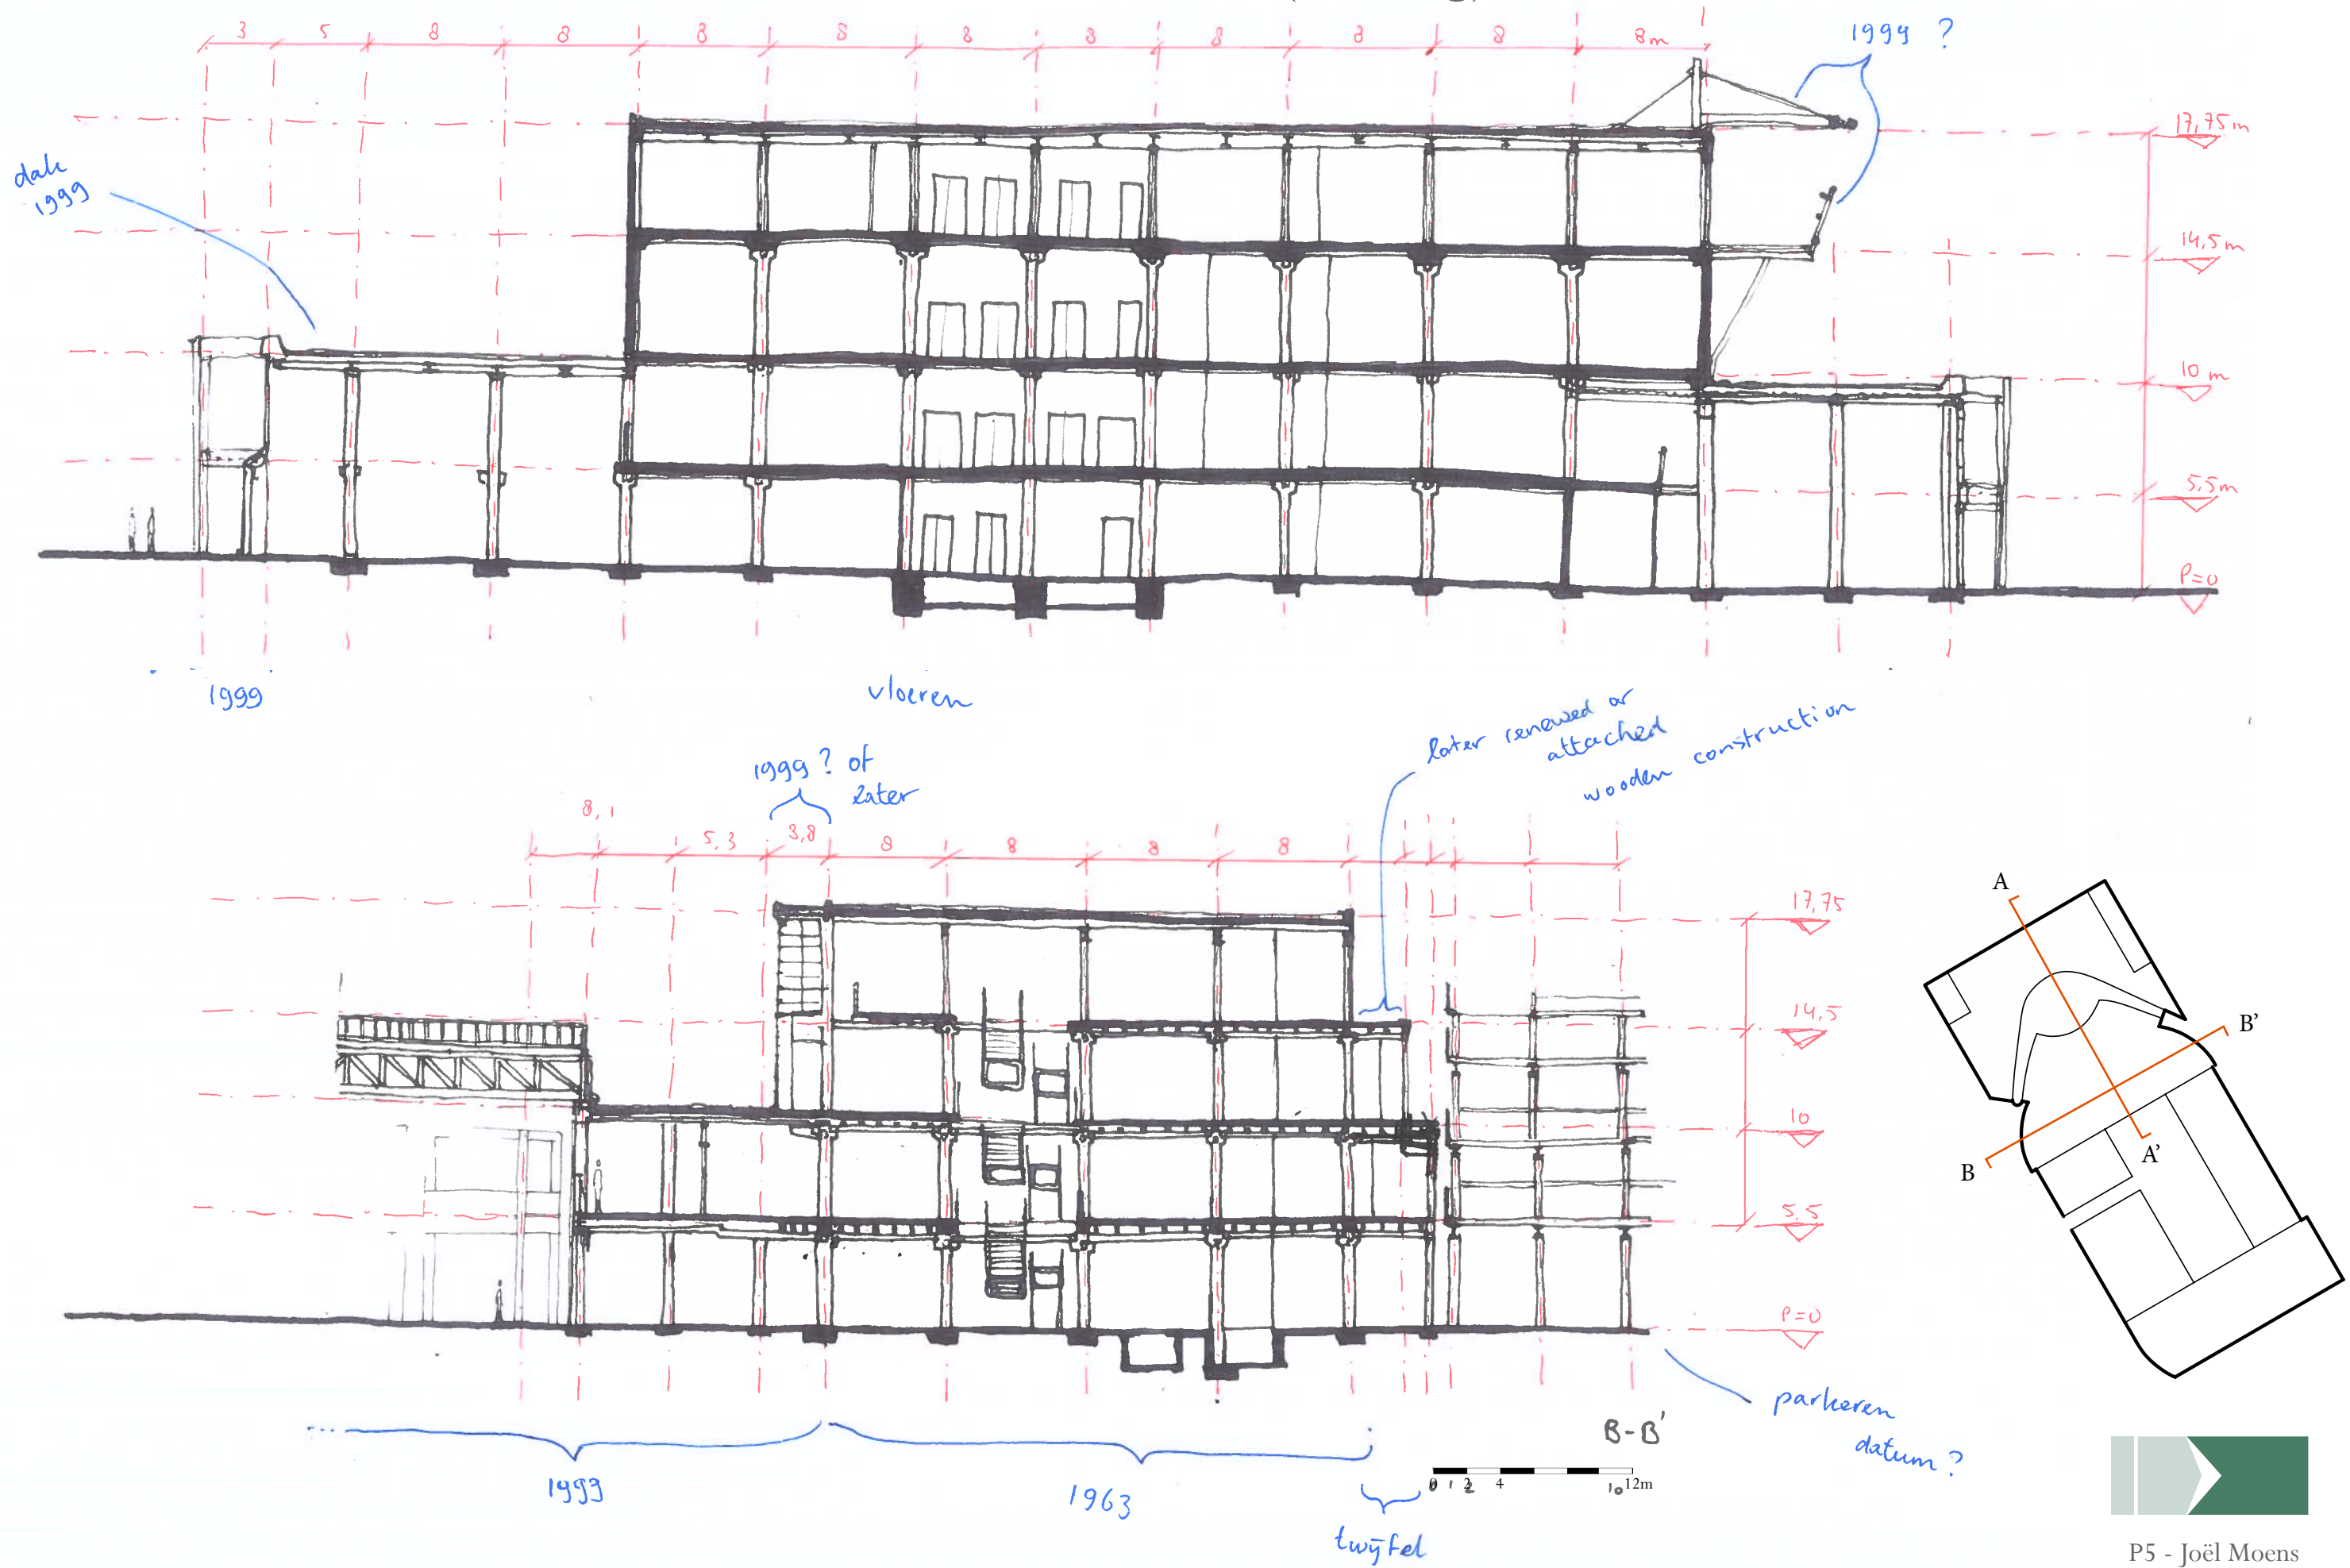 3 5 8 8 8 8 8 8 8 8 8 8m
1999 ?
17,75m
dak
1999
14,5m
10 m
5,5m
P=0
1999
vloeren
later renewed or
attached
wooden construction
1999 ? of
later
8,1
5,3 3,8 8 8 8 8
17,75
14,5
10
5,5
P=0
A
B'
A'
B
parkeren
datum ?
B-B'
0 1 2 4 10 12m
1993
1963
twijfel
P5 - Joël Moens